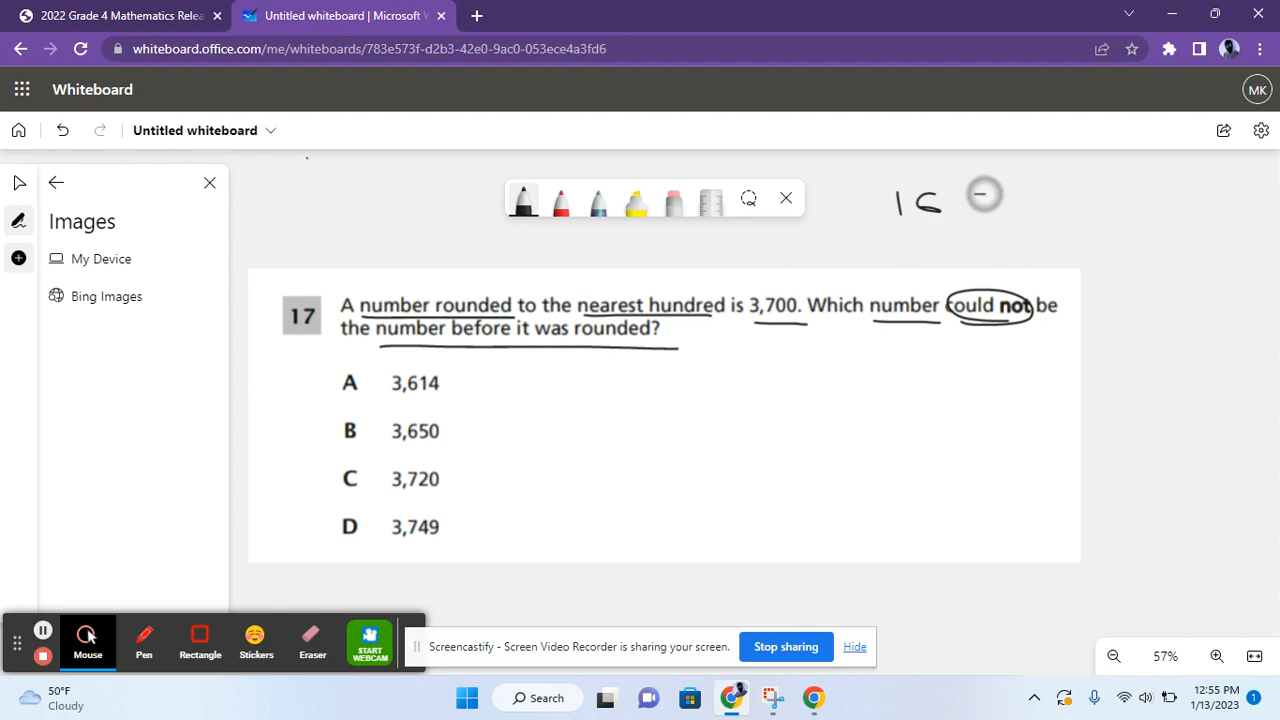 2022 Grade 4 Mathematics Relea
Untitled whiteboard | Microsoft V
whiteboard.office.com/me/whiteboards/783e573f-d2b3-42e0-9ac0-053ece4a3fd6
Whiteboard
MK
Untitled whiteboard
Images
My Device
Bing Images
16 -
17 A number rounded to the nearest hundred is 3,700. Which number could not be
the number before it was rounded?
A 3,614
B 3,650
C 3,720
D 3,749
Mouse Pen Rectangle Stickers Eraser START WEBCAM
Screencastify - Screen Video Recorder is sharing your screen. Stop sharing Hide
57%
50°F
Cloudy
Search
12:55 PM
1/13/2023
1